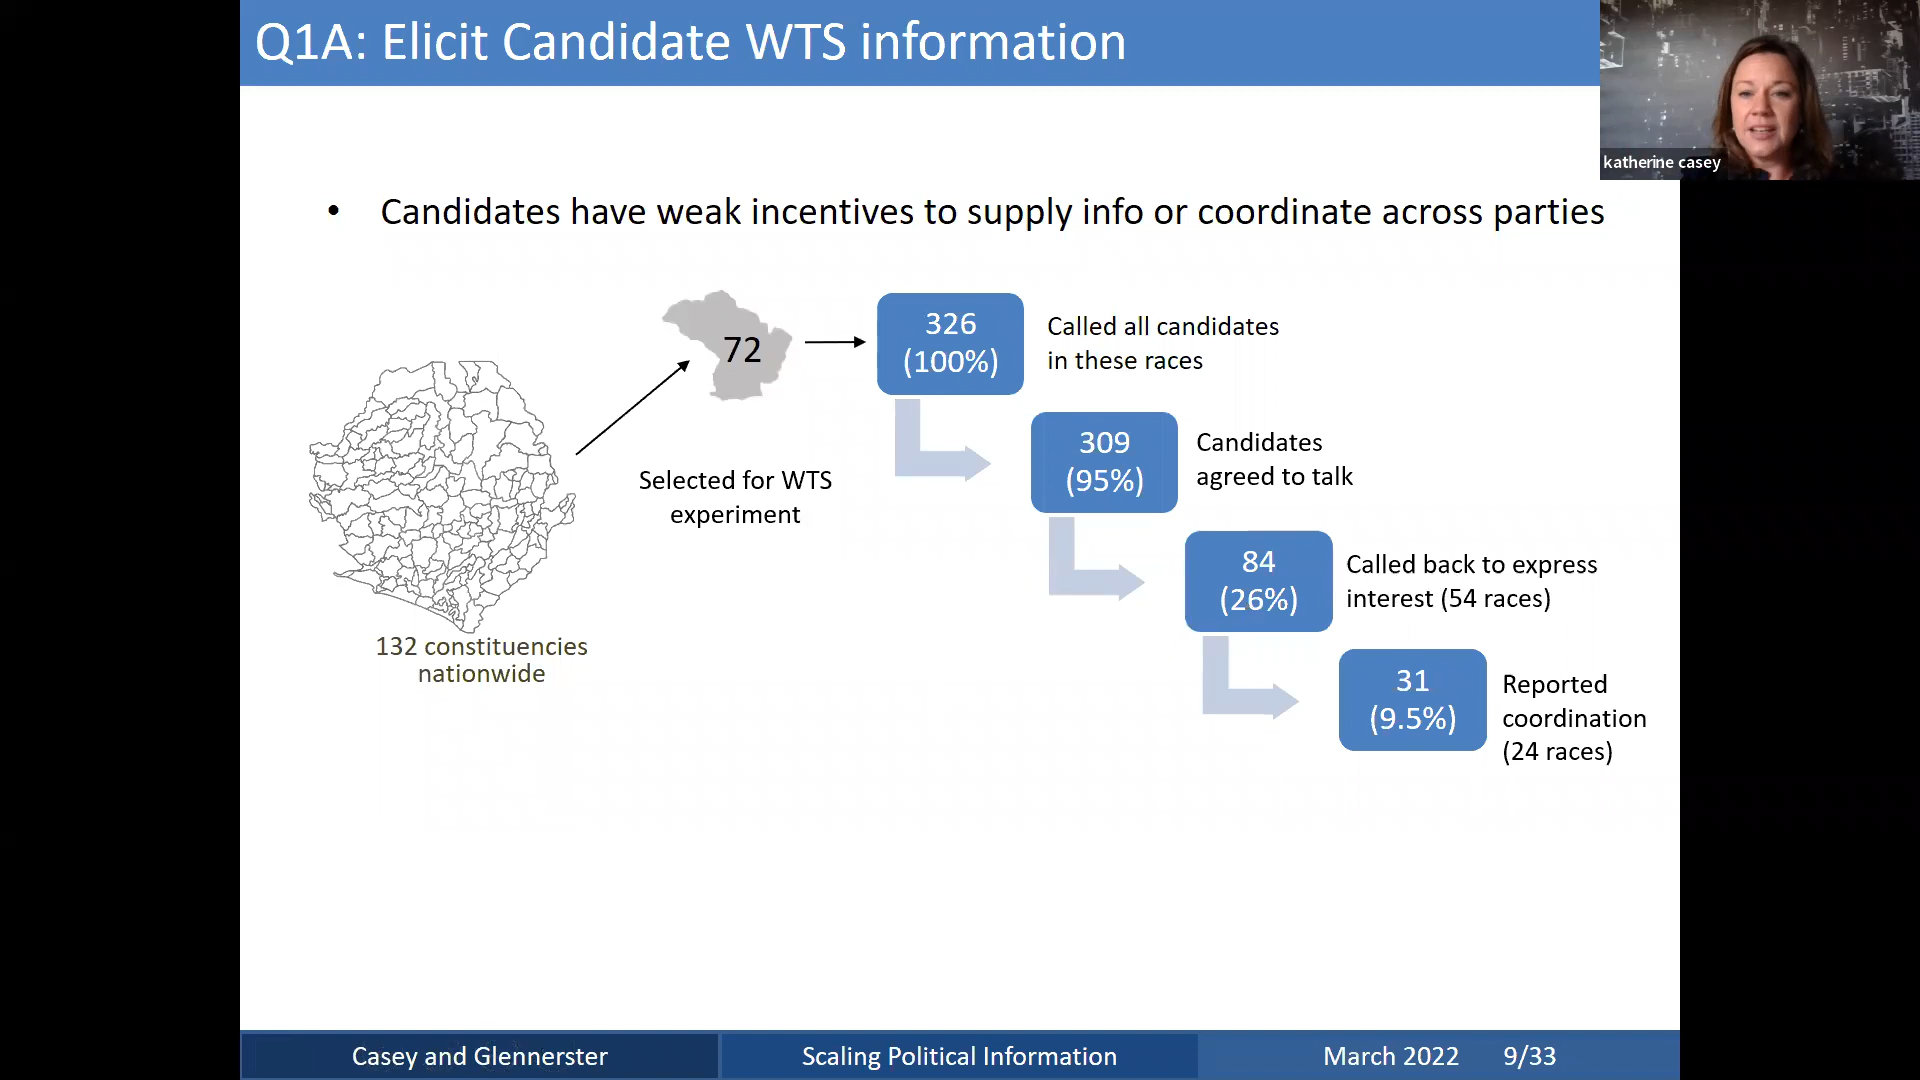 Q1A: Elicit Candidate WTS information
katherine casey
• Candidates have weak incentives to supply info or coordinate across parties
72
326
(100%)
Called all candidates
in these races
309
(95%)
Candidates
agreed to talk
Selected for WTS
experiment
84
(26%)
Called back to express
interest (54 races)
132 constituencies
nationwide
31
(9.5%)
Reported
coordination
(24 races)
Casey and Glennerster
Scaling Political Information
March 2022 9/33